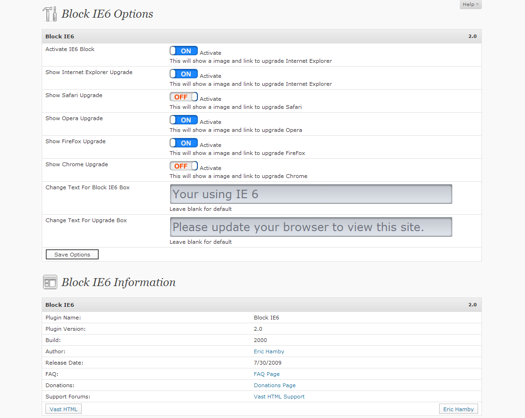 Help
Block IE6 Options
Block IE6 2.0
Activate IE6 Block ON Activate
This will show a image and link to upgrade Internet Explorer
Show Internet Explorer Upgrade ON Activate
This will show a image and link to upgrade Internet Explorer
Show Safari Upgrade OFF Activate
This will show a image and link to upgrade Safari
Show Opera Upgrade ON Activate
This will show a image and link to upgrade Opera
Show FireFox Upgrade ON Activate
This will show a image and link to upgrade FireFox
Show Chrome Upgrade OFF Activate
This will show a image and link to upgrade Chrome
Change Text For Block IE6 Box Your using IE 6
Leave blank for default
Change Text For Upgrade Box Please update your browser to view this site.
Leave blank for default
Save Options
Block IE6 Information
Block IE6 2.0
Plugin Name: Block IE6
Plugin Version: 2.0
Build: 2000
Author: Eric Hamby
Release Date: 7/30/2009
FAQ: FAQ Page
Donations: Donations Page
Support Forums: Vast HTML Support
Vast HTML Eric Hamby